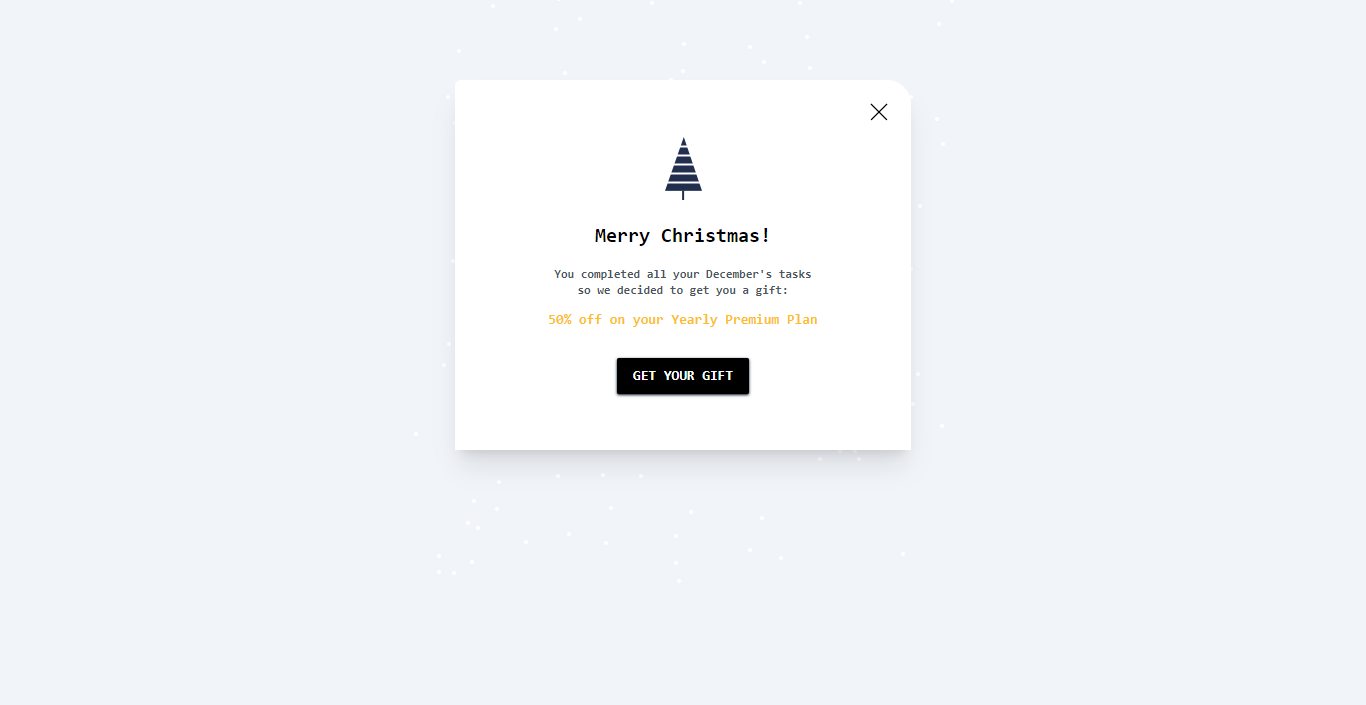 Merry Christmas!
You completed all your December's tasks
so we decided to get you a gift:
50% off on your Yearly Premium Plan
GET YOUR GIFT